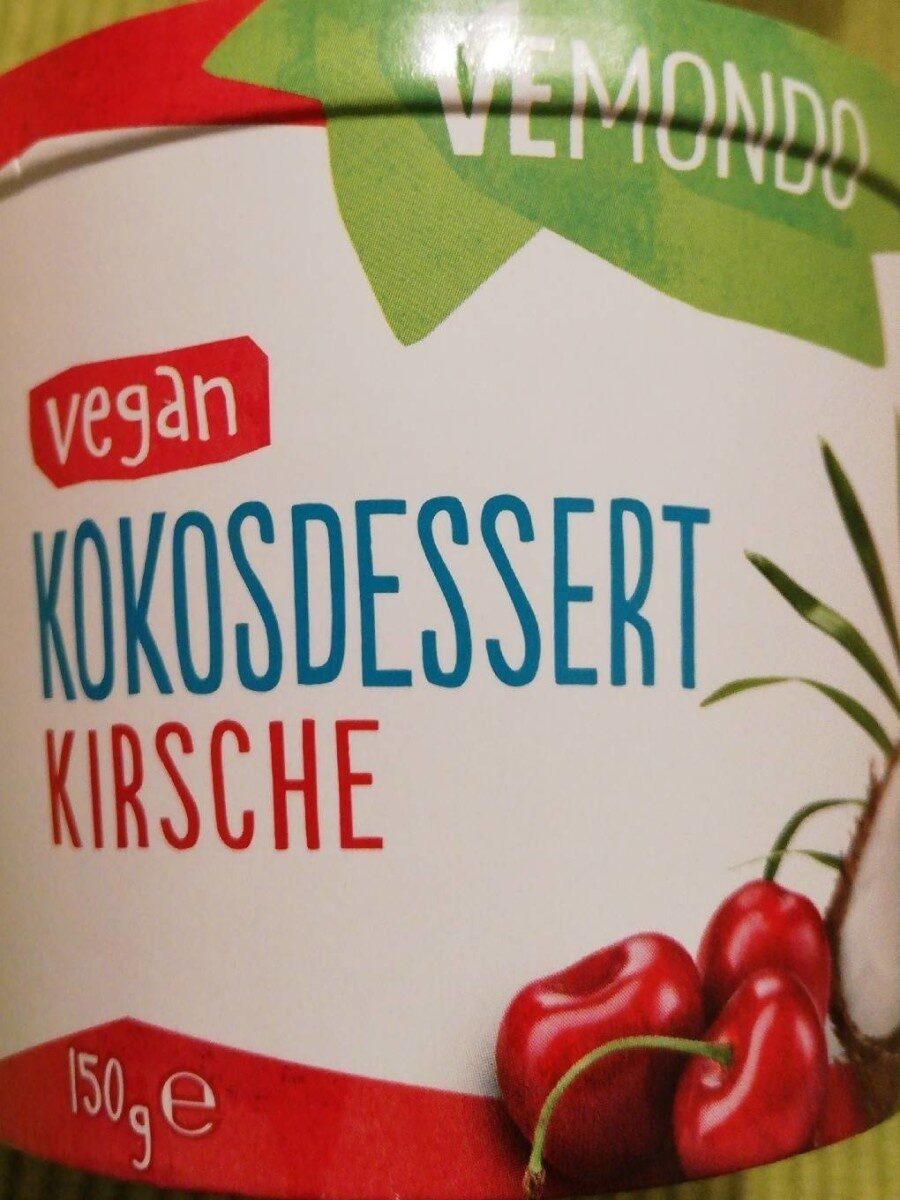 VEMONDO
vegan
KOKOSDESSERT
KIRSCHE
150g e